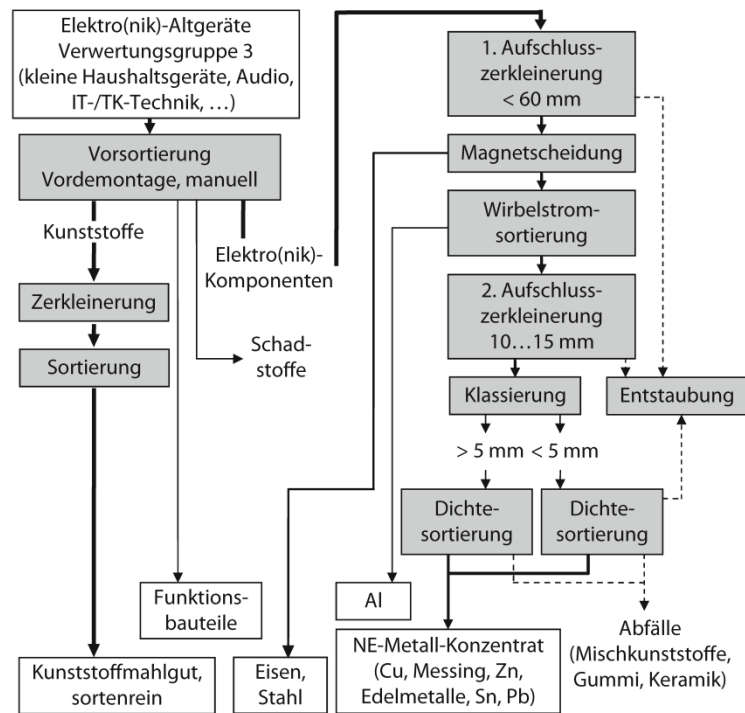 Elektro(nik)-Altgeräte
Verwertungsgruppe 3
(kleine Haushaltsgeräte, Audio,
IT-/TK-Technik, …)
Vorsortierung
Vordemontage, manuell
Kunststoffe
Elektro(nik)-
Komponenten
Zerkleinerung
Sortierung
Schad-
stoffe
Funktions-
bauteile
Kunststoffmahlgut,
sortenrein
1. Aufschluss-
zerkleinerung
< 60 mm
Magnetscheidung
Wirbelstrom-
sortierung
2. Aufschluss-
zerkleinerung
10…15 mm
Klassierung
Entstaubung
> 5 mm < 5 mm
Dichte-
sortierung
Dichte-
sortierung
Al
Eisen,
Stahl
NE-Metall-Konzentrat
(Cu, Messing, Zn,
Edelmetalle, Sn, Pb)
Abfälle
(Mischkunststoffe,
Gummi, Keramik)